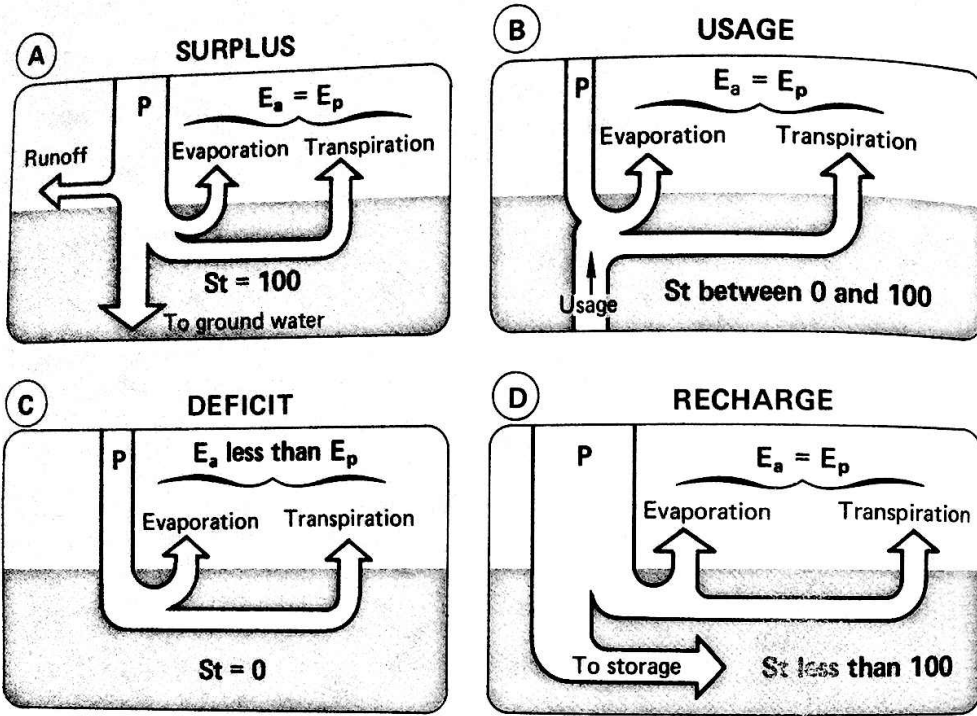 A
SURPLUS
P
Ea = Ep
Runoff
Evaporation
Transpiration
St = 100
To ground water
B
USAGE
P
Ea = Ep
Evaporation
Transpiration
Usage
St between 0 and 100
C
DEFICIT
P
Ea less than Ep
Evaporation
Transpiration
St = 0
D
RECHARGE
P
Ea = Ep
Evaporation
Transpiration
To storage
St less than 100